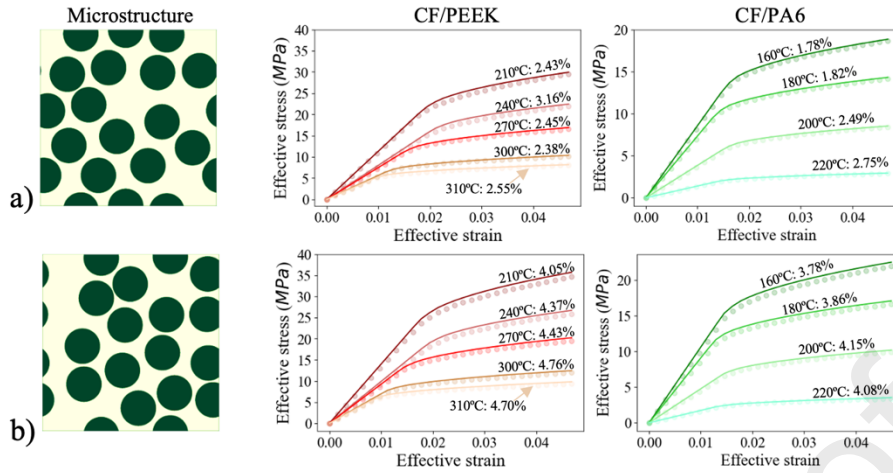 Microstructure
CF/PEEK
CF/PA6
a)
Effective stress (MPa)
40
35
30
25
20
15
10
5
0
210ºC: 2.43%
240ºC: 3.16%
270ºC: 2.45%
300ºC: 2.38%
310ºC: 2.55%
0.00 0.01 0.02 0.03 0.04
Effective strain
Effective stress (MPa)
20
15
10
5
0
160ºC: 1.78%
180ºC: 1.82%
200ºC: 2.49%
220ºC: 2.75%
0.00 0.01 0.02 0.03 0.04
Effective strain
b)
Effective stress (MPa)
40
35
30
25
20
15
10
5
0
210ºC: 4.05%
240ºC: 4.37%
270ºC: 4.43%
300ºC: 4.76%
310ºC: 4.70%
0.00 0.01 0.02 0.03 0.04
Effective strain
Effective stress (MPa)
20
15
10
5
0
160ºC: 3.78%
180ºC: 3.86%
200ºC: 4.15%
220ºC: 4.08%
0.00 0.01 0.02 0.03 0.04
Effective strain